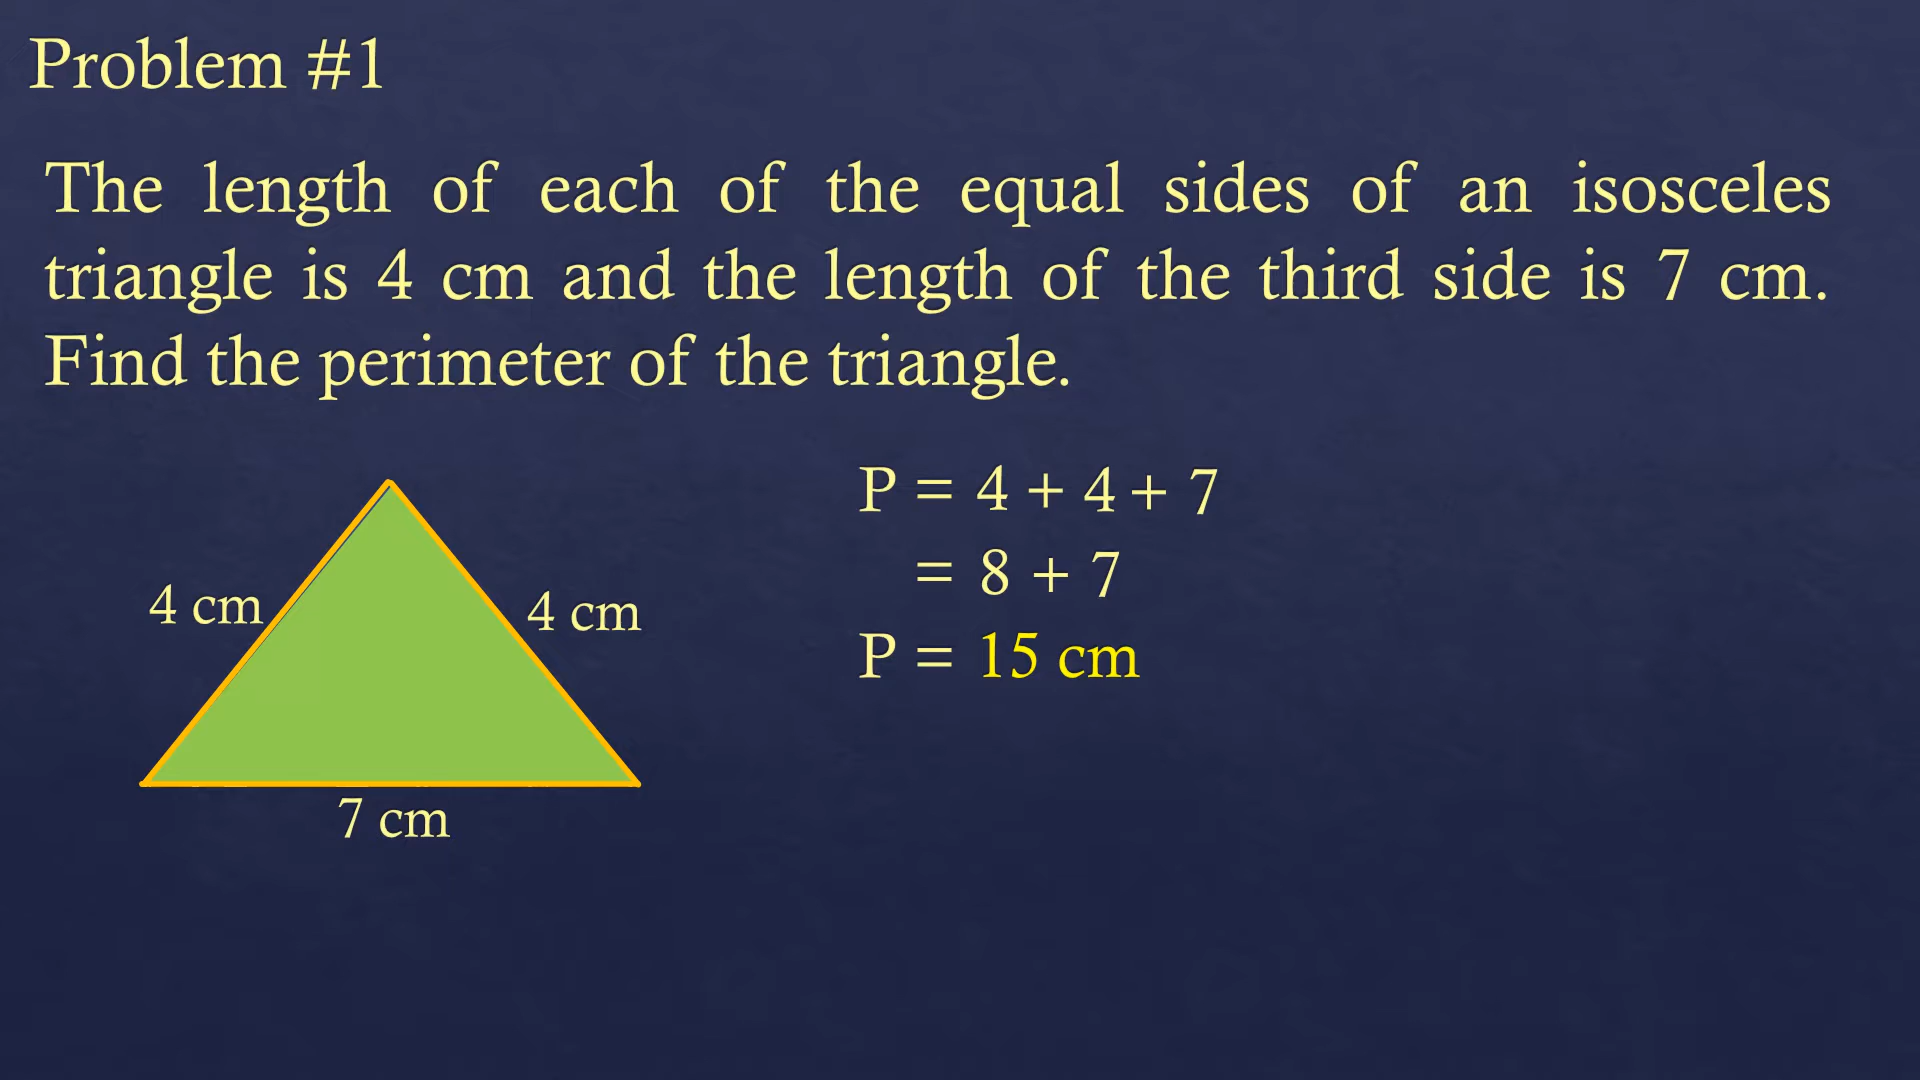 Problem #1
The length of each of the equal sides of an isosceles
triangle is 4 cm and the length of the third side is 7 cm.
Find the perimeter of the triangle.
4 cm
4 cm
7 cm
P = 4 + 4 + 7
= 8 + 7
P = 15 cm